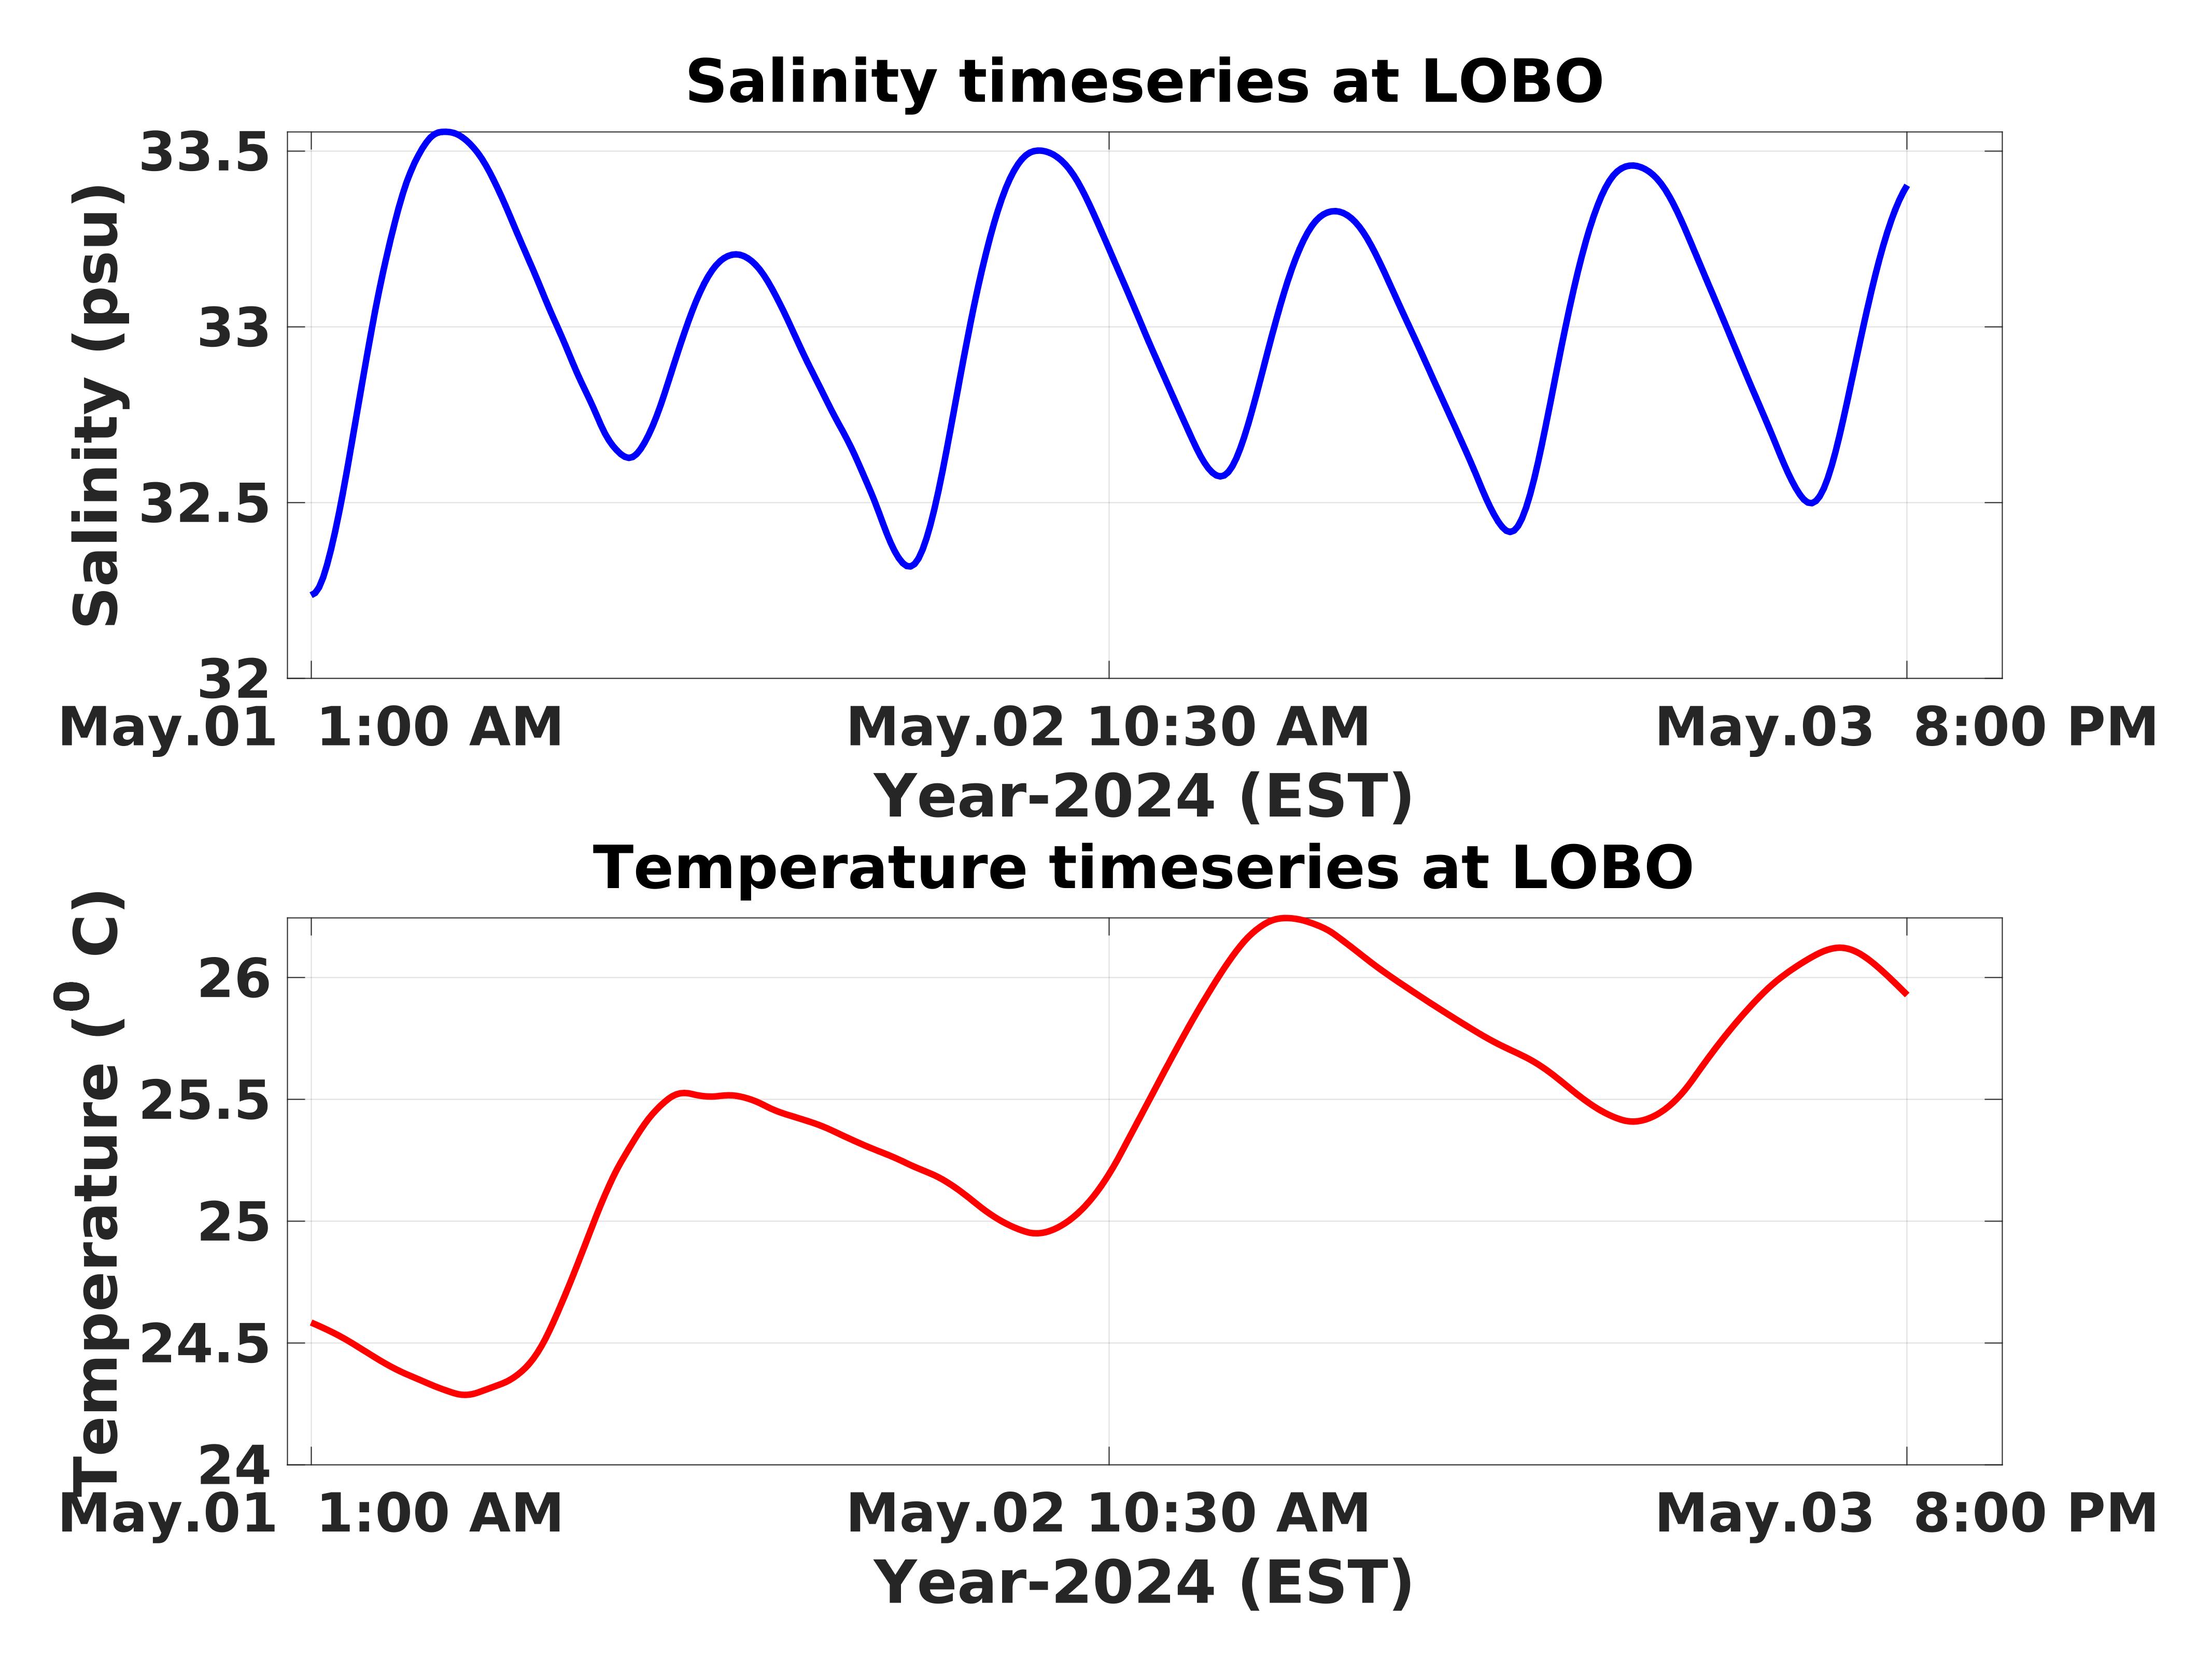 Salinity timeseries at LOBO
Salinity (psu)
33.5
33
32.5
32
May.01 1:00 AM
May.02 10:30 AM
May.03 8:00 PM
Year-2024 (EST)
Temperature timeseries at LOBO
Temperature (⁰ C)
26
25.5
25
24.5
24
May.01 1:00 AM
May.02 10:30 AM
May.03 8:00 PM
Year-2024 (EST)